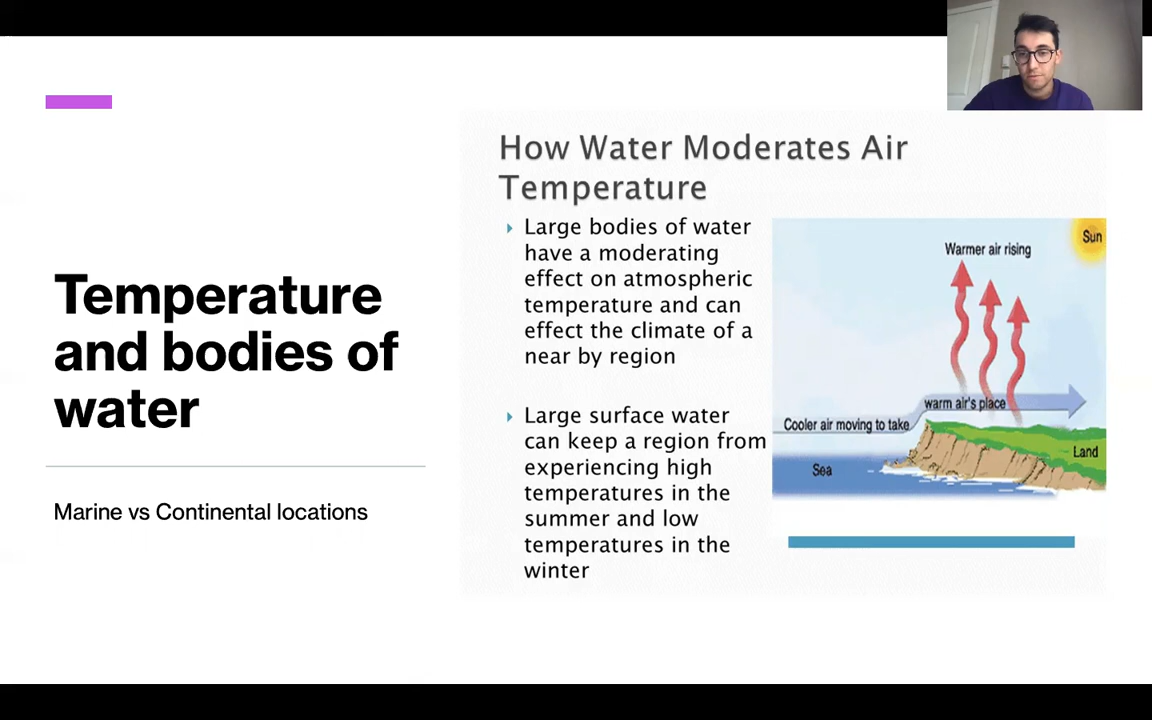 Temperature
and bodies of
water
Marine vs Continental locations
How Water Moderates Air
Temperature
Large bodies of water
have a moderating
effect on atmospheric
temperature and can
effect the climate of a
near by region
Large surface water
can keep a region from
experiencing high
temperatures in the
summer and low
temperatures in the
winter
Sun
Warmer air rising
warm air's place
Cooler air moving to take
Land
Sea